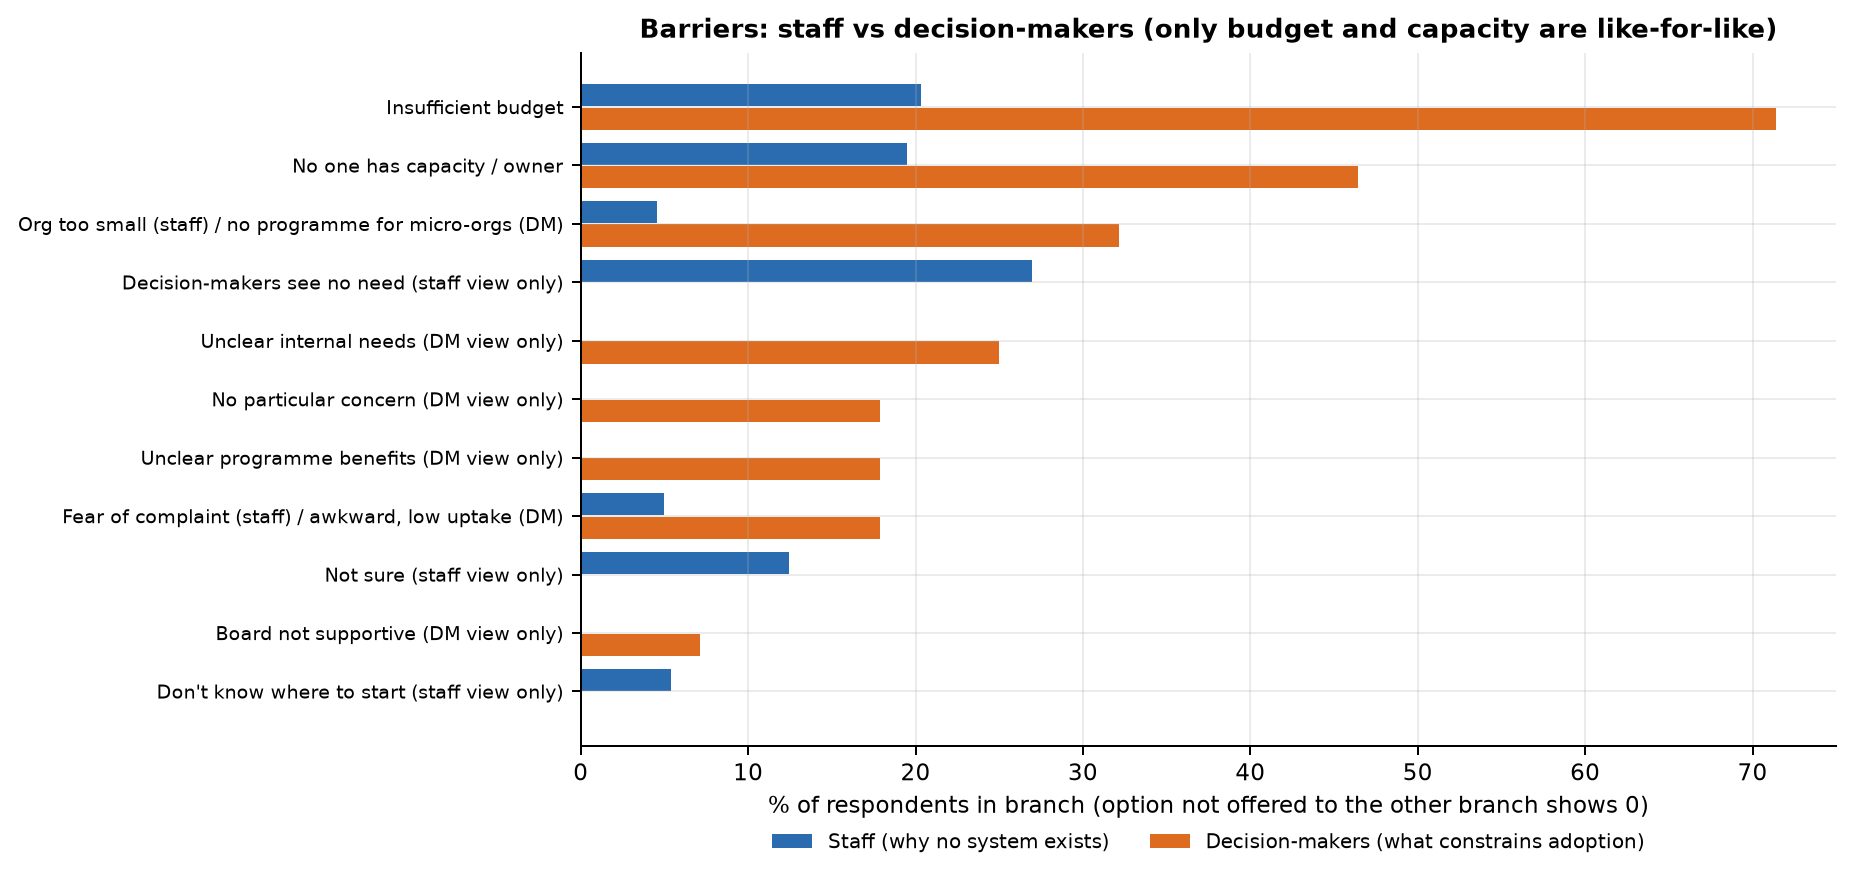 Barriers: staff vs decision-makers (only budget and capacity are like-for-like)
Insufficient budget
No one has capacity / owner
Org too small (staff) / no programme for micro-orgs (DM)
Decision-makers see no need (staff view only)
Unclear internal needs (DM view only)
No particular concern (DM view only)
Unclear programme benefits (DM view only)
Fear of complaint (staff) / awkward, low uptake (DM)
Not sure (staff view only)
Board not supportive (DM view only)
Don't know where to start (staff view only)
0 10 20 30 40 50 60 70
% of respondents in branch (option not offered to the other branch shows 0)
Staff (why no system exists) Decision-makers (what constrains adoption)